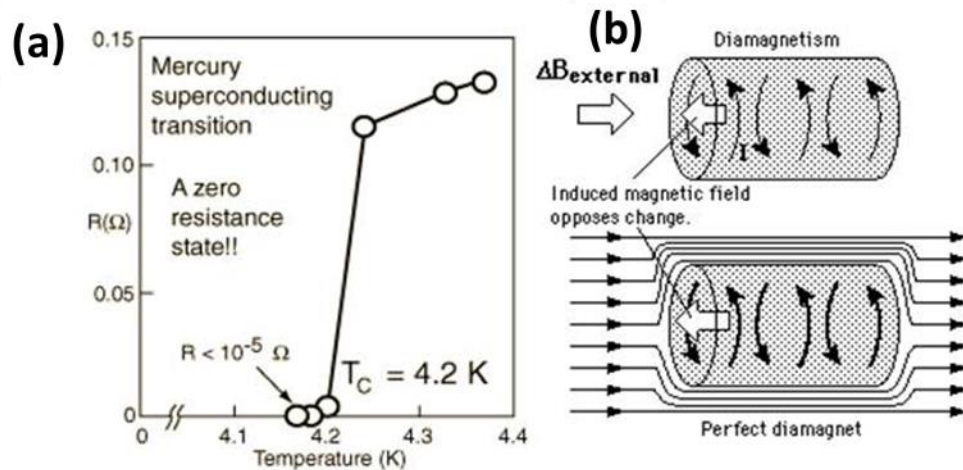 (a)
0.15
Mercury
superconducting
transition
0.10
A zero
resistance
state!!
R(Ω)
0.05
R < 10⁻⁵ Ω
T_C = 4.2 K
0
0 4.1 4.2 4.3 4.4
Temperature (K)
(b)
Diamagnetism
ΔB_external
I
Induced magnetic field
opposes change.
Perfect diamagnet